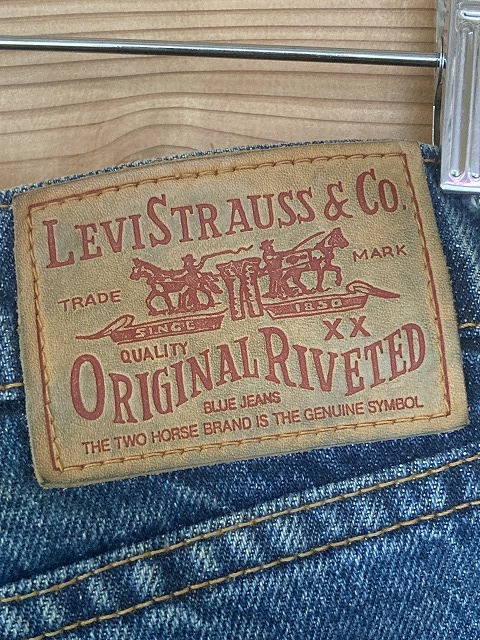 LEVI STRAUSS & CO.
TRADE MARK
SINCE 1850
QUALITY XX
ORIGINAL RIVETED
BLUE JEANS
THE TWO HORSE BRAND IS THE GENUINE SYMBOL